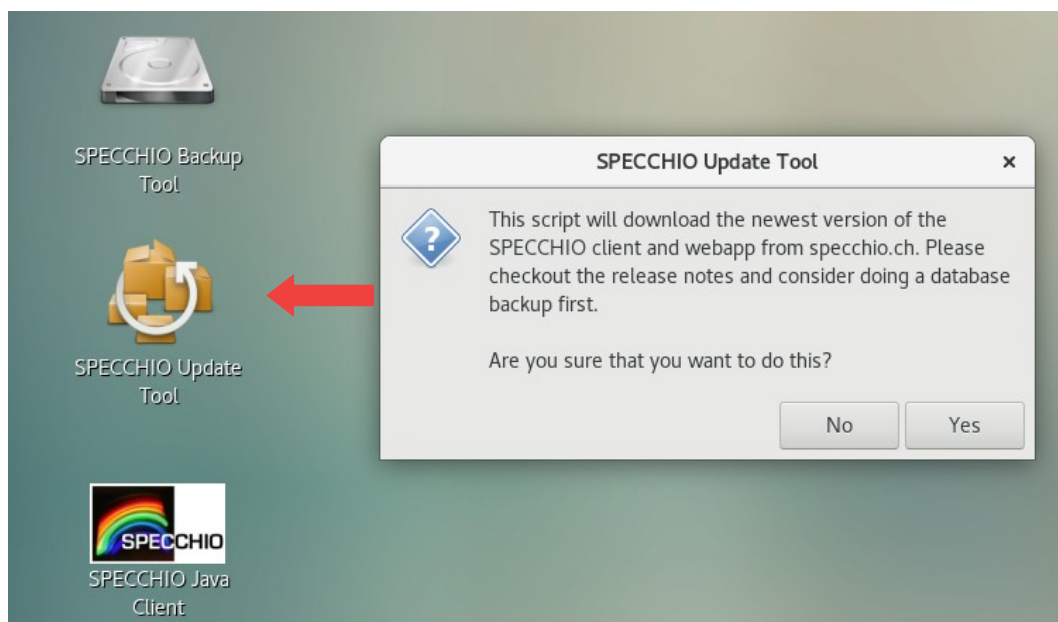 SPECCHIO Backup
Tool
SPECCHIO Update Tool
×
?
This script will download the newest version of the
SPECCHIO client and webapp from specchio.ch. Please
checkout the release notes and consider doing a database
backup first.
Are you sure that you want to do this?
No
Yes
SPECCHIO Update
Tool
SPECCHIO
SPECCHIO Java
Client